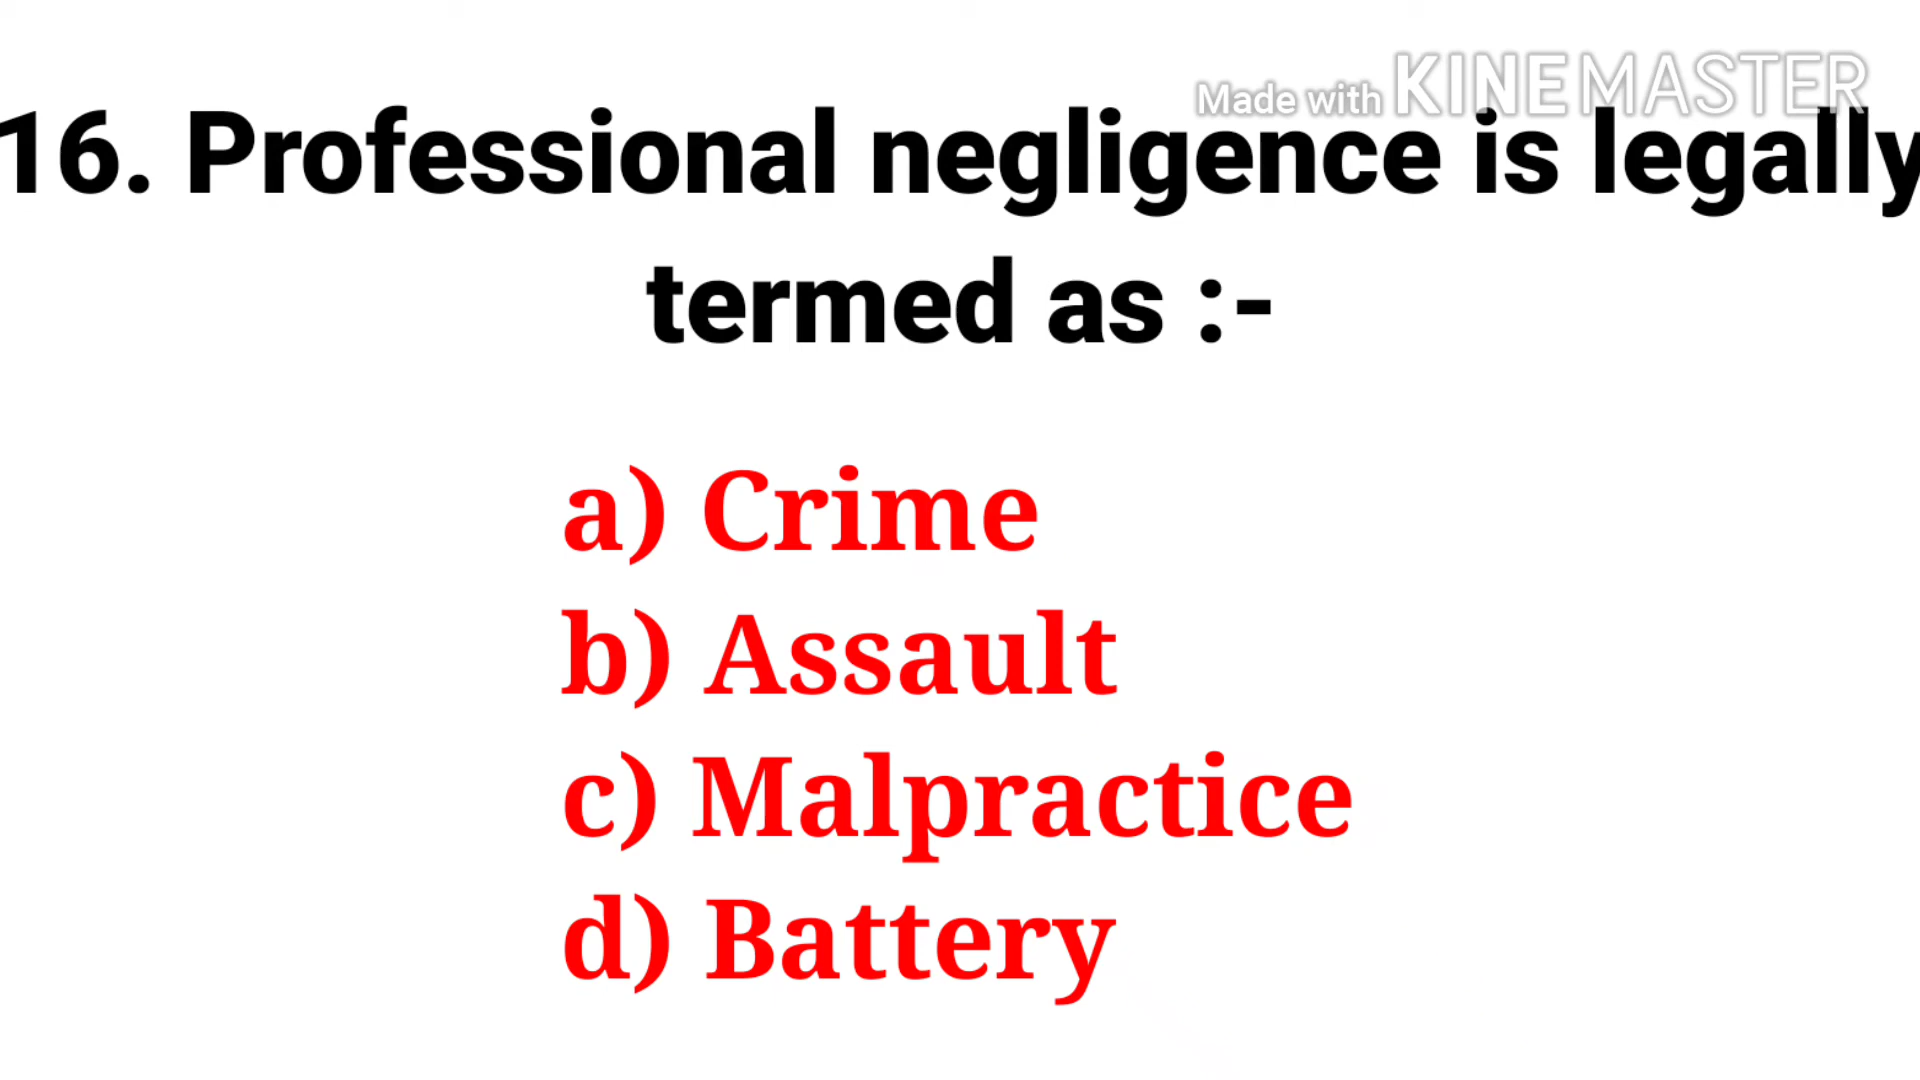 Made with KINEMASTER
16. Professional negligence is legally
termed as :-
a) Crime
b) Assault
c) Malpractice
d) Battery